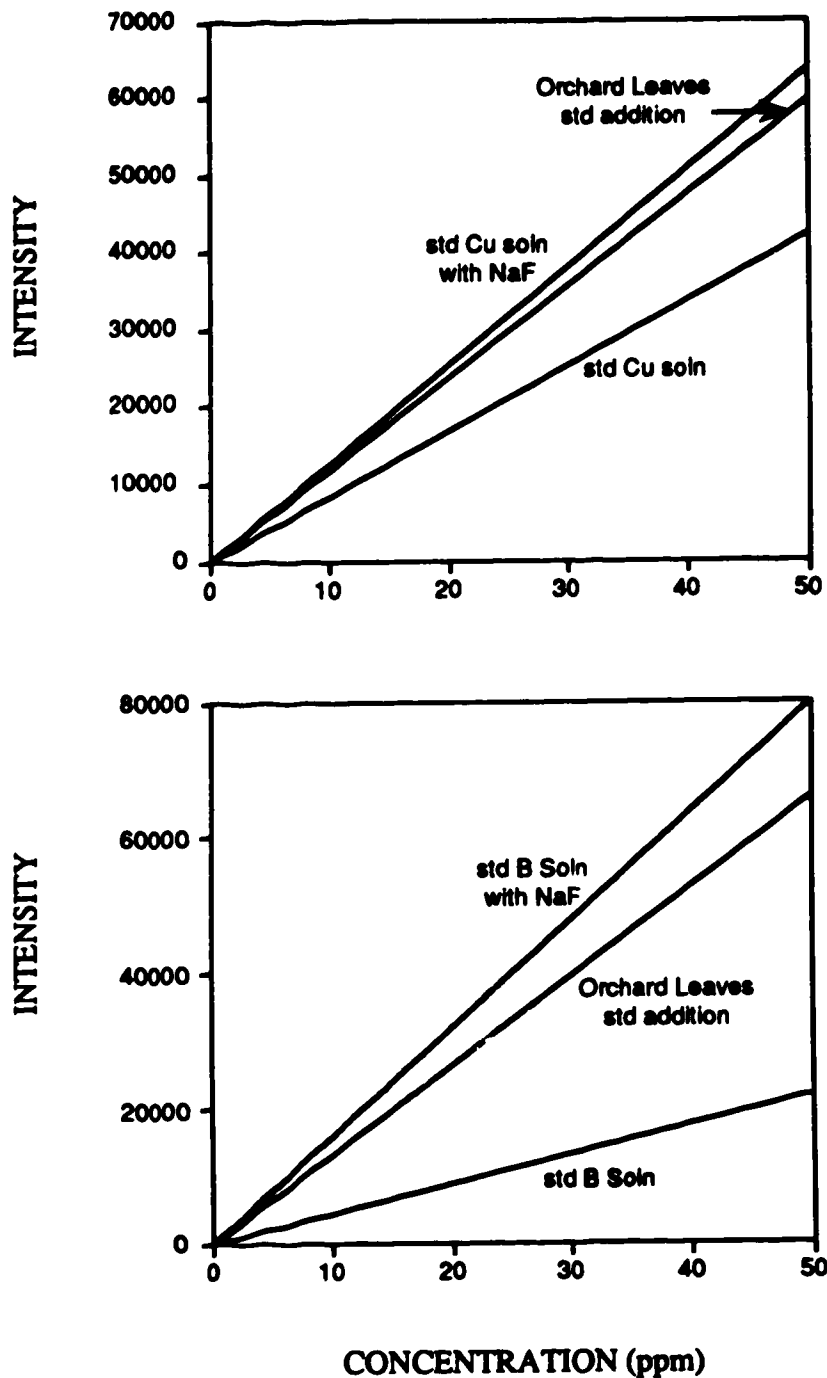 70000
60000
50000
40000
30000
20000
10000
0
INTENSITY
Orchard Leaves
std addition
std Cu soln
with NaF
std Cu soln
0 10 20 30 40 50
80000
60000
40000
20000
0
INTENSITY
std B Soln
with NaF
Orchard Leaves
std addition
std B Soln
0 10 20 30 40 50
CONCENTRATION (ppm)